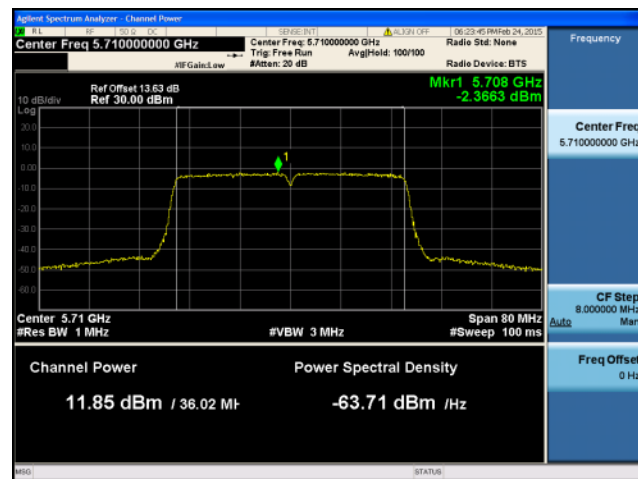 Agilent Spectrum Analyzer - Channel Power
RL RF 50 Ω DC SENSE:INT ALIGN OFF 06:23:45 PM Feb 24, 2015
Center Freq 5.710000000 GHz Center Freq: 5.710000000 GHz Radio Std: None
Trig: Free Run Avg|Hold: 100/100
#IFGain:Low #Atten: 20 dB Radio Device: BTS
Frequency
Mkr1 5.708 GHz
Ref Offset 13.63 dB
10 dB/div Ref 30.00 dBm -2.3663 dBm
Log
20.0
10.0
0.00
-10.0
-20.0
-30.0
-40.0
-50.0
-60.0
1
Center Freq
5.710000000 GHz
Center 5.71 GHz Span 80 MHz
#Res BW 1 MHz #VBW 3 MHz #Sweep 100 ms
CF Step
8.000000 MHz
Auto Man
Channel Power Power Spectral Density
11.85 dBm / 36.02 MH -63.71 dBm /Hz
Freq Offset
0 Hz
MSG STATUS